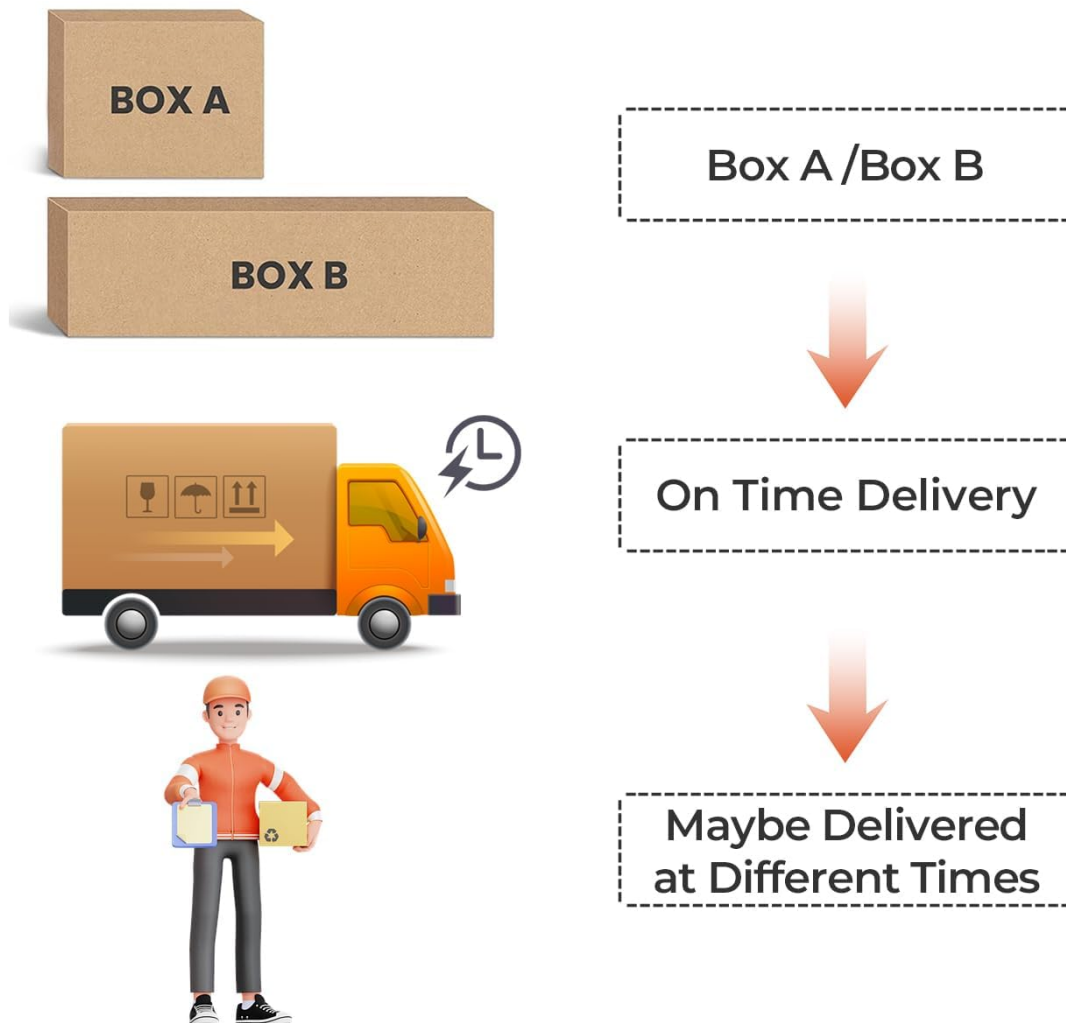 BOX A
BOX B
Box A /Box B
On Time Delivery
Maybe Delivered
at Different Times